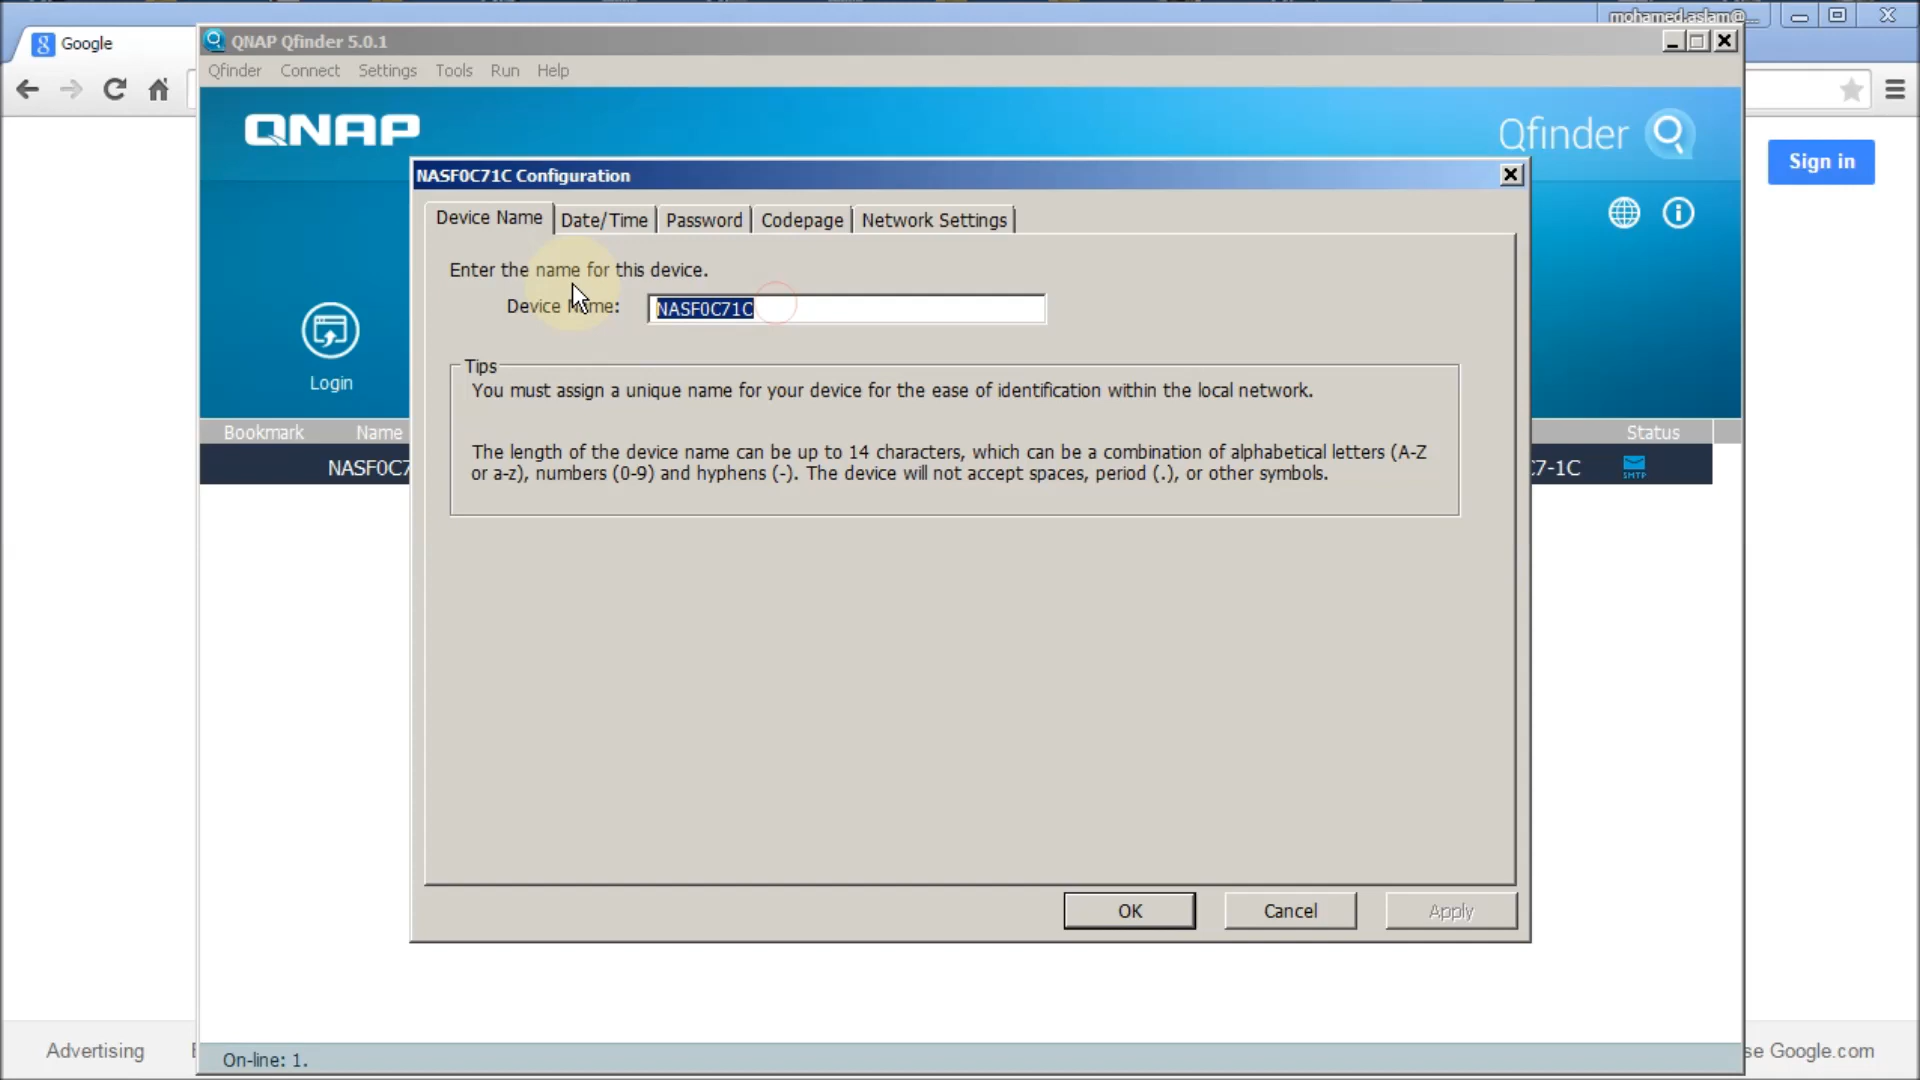 mohamed.aslam@...
Google
QNAP Qfinder 5.0.1
Qfinder Connect Settings Tools Run Help
QNAP
Qfinder
Sign in
NASF0C71C Configuration
Device Name Date/Time Password Codepage Network Settings
Enter the name for this device.
Device Name: NASF0C71C
Login
Tips
You must assign a unique name for your device for the ease of identification within the local network.
The length of the device name can be up to 14 characters, which can be a combination of alphabetical letters (A-Z
or a-z), numbers (0-9) and hyphens (-). The device will not accept spaces, period (.), or other symbols.
Bookmark Name Status
NASF0C7 C7-1C SMTP
OK Cancel Apply
Advertising se Google.com
On-line: 1.